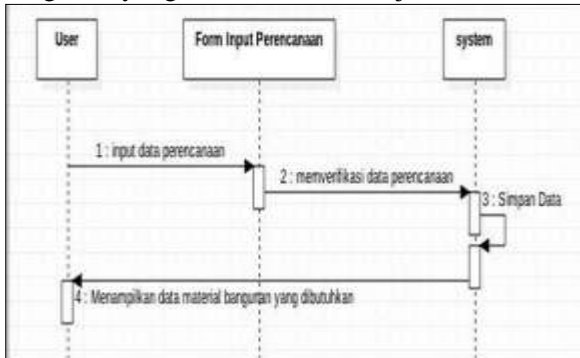 User
Form Input Perencanaan
system
1 : input data perencanaan
2 : memverifikasi data perencanaan
3 : Simpan Data
4 : Menampilkan data material bangunan yang dibutuhkan